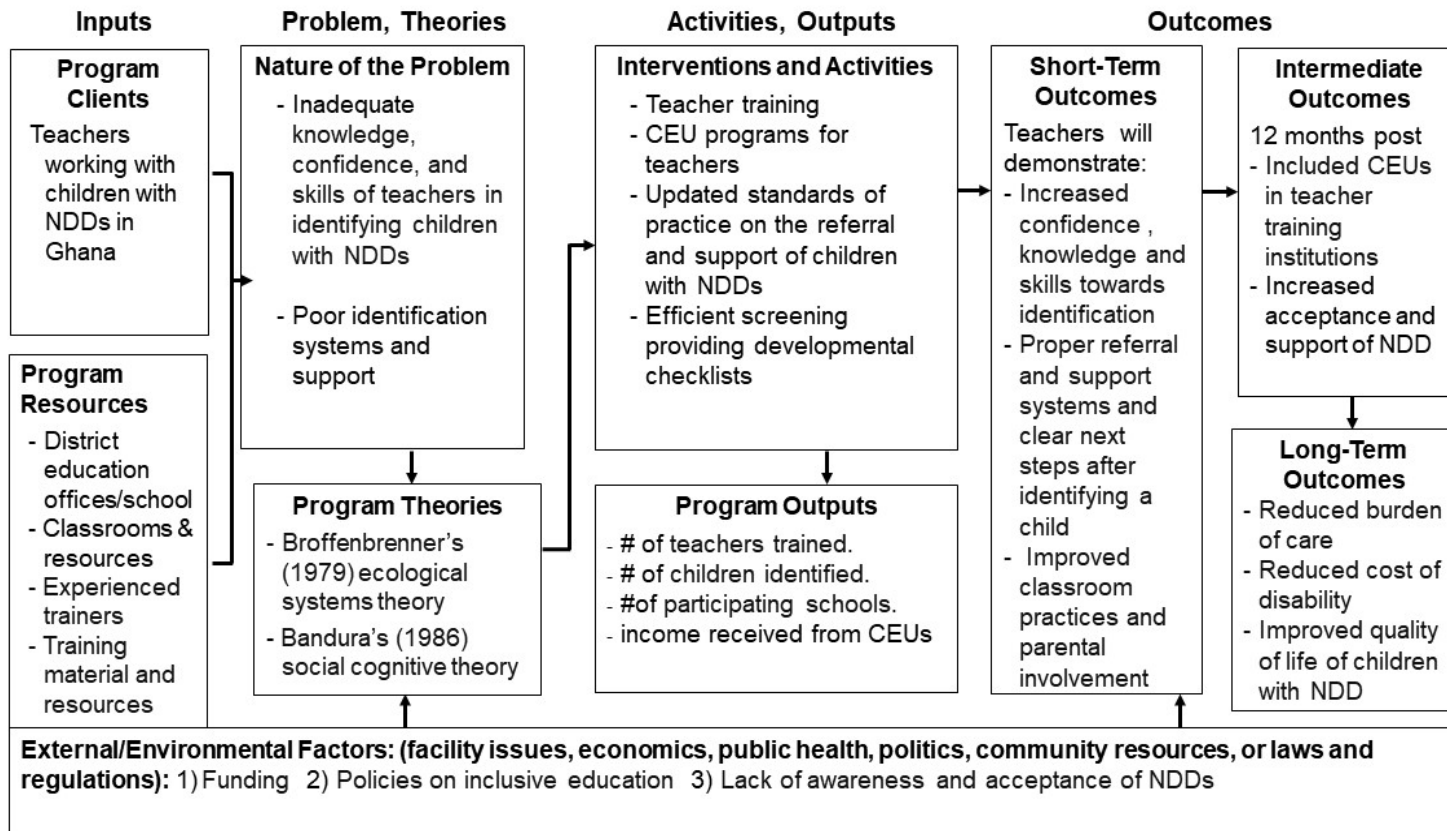 Inputs
Problem, Theories
Activities, Outputs
Outcomes
Program
Clients
Teachers
working with
children with
NDDs in
Ghana
Program
Resources
- District
education
offices/school
- Classrooms &
resources
- Experienced
trainers
- Training
material and
resources
Nature of the Problem
- Inadequate
knowledge,
confidence, and
skills of teachers in
identifying children
with NDDs
- Poor identification
systems and
support
Program Theories
- Broffenbrenner's
(1979) ecological
systems theory
- Bandura's (1986)
social cognitive theory
Interventions and Activities
- Teacher training
- CEU programs for
teachers
- Updated standards of
practice on the referral
and support of children
with NDDs
- Efficient screening
providing developmental
checklists
Program Outputs
- # of teachers trained.
- # of children identified.
- #of participating schools.
- income received from CEUs
Short-Term
Outcomes
Teachers will
demonstrate:
- Increased
confidence ,
knowledge and
skills towards
identification
- Proper referral
and support
systems and
clear next
steps after
identifying a
child
- Improved
classroom
practices and
parental
involvement
Intermediate
Outcomes
12 months post
- Included CEUs
in teacher
training
institutions
- Increased
acceptance and
support of NDD
Long-Term
Outcomes
- Reduced burden
of care
- Reduced cost of
disability
- Improved quality
of life of children
with NDD
External/Environmental Factors: (facility issues, economics, public health, politics, community resources, or laws and
regulations): 1) Funding 2) Policies on inclusive education 3) Lack of awareness and acceptance of NDDs